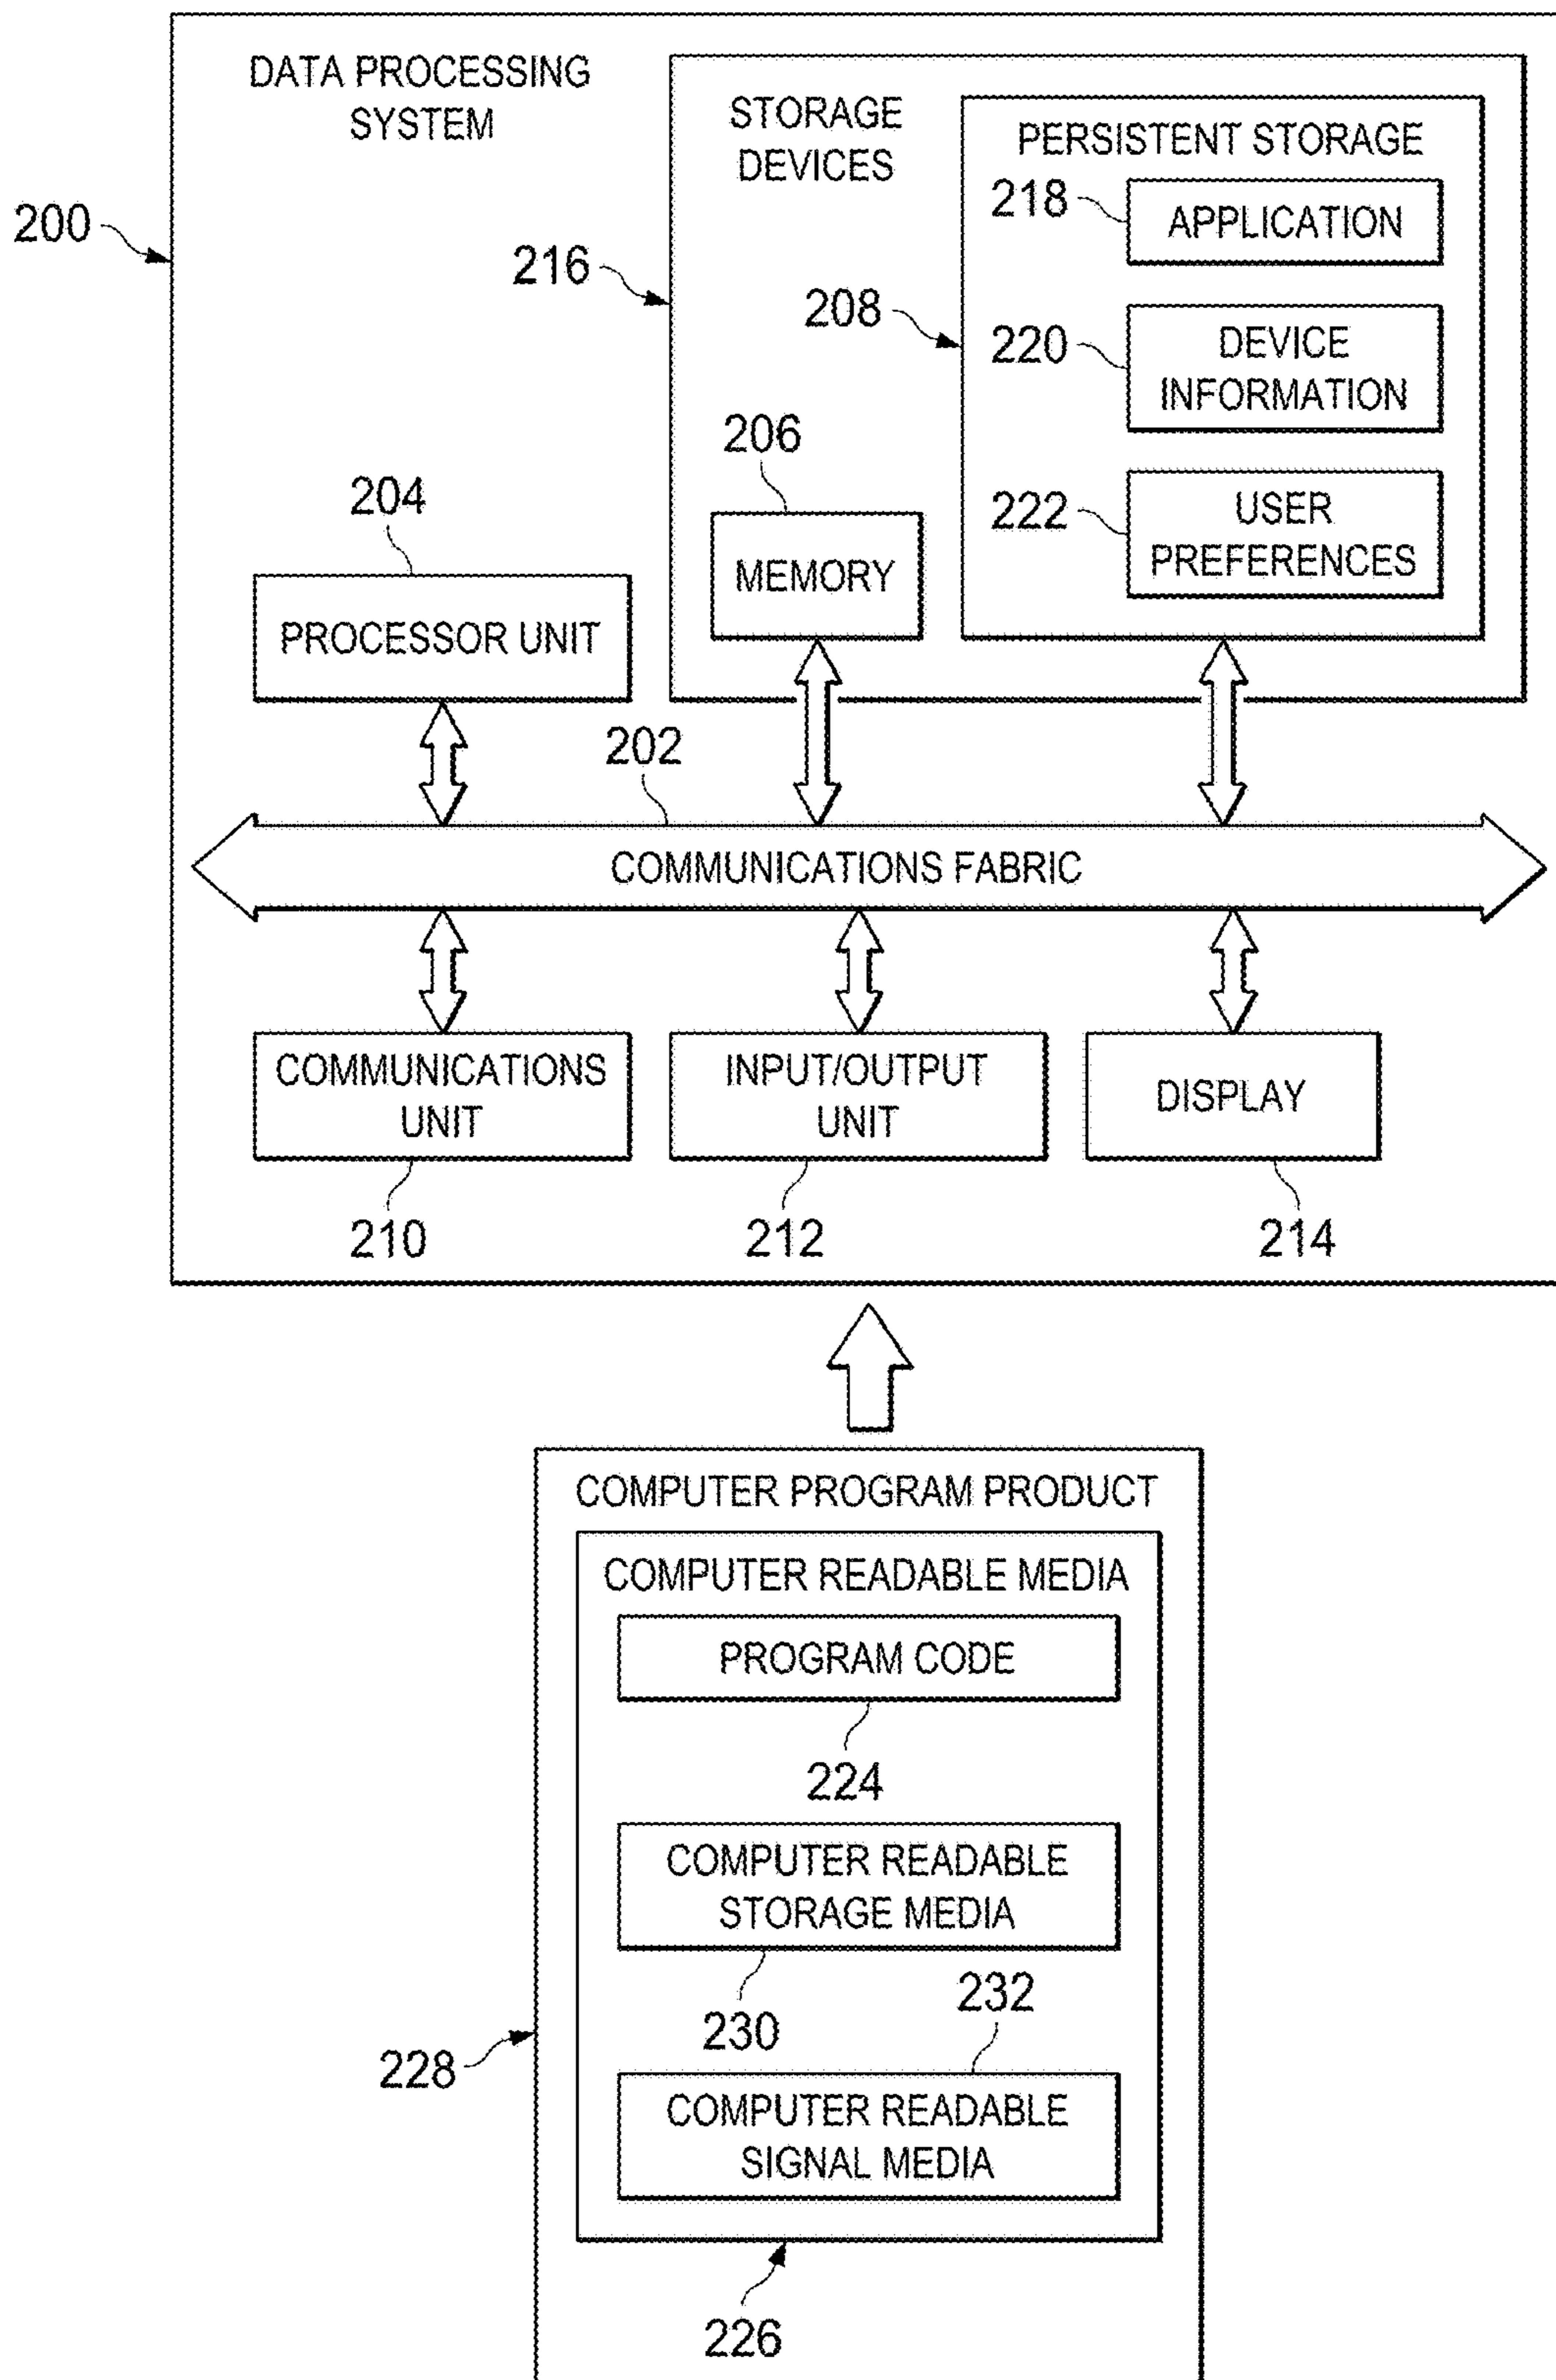 DATA PROCESSING
SYSTEM
200
STORAGE
DEVICES
216
PERSISTENT STORAGE
208
218
APPLICATION
220
DEVICE
INFORMATION
222
USER
PREFERENCES
206
MEMORY
204
PROCESSOR UNIT
202
COMMUNICATIONS FABRIC
COMMUNICATIONS
UNIT
210
INPUT/OUTPUT
UNIT
212
DISPLAY
214
COMPUTER PROGRAM PRODUCT
COMPUTER READABLE MEDIA
PROGRAM CODE
224
COMPUTER READABLE
STORAGE MEDIA
230
232
228
COMPUTER READABLE
SIGNAL MEDIA
226